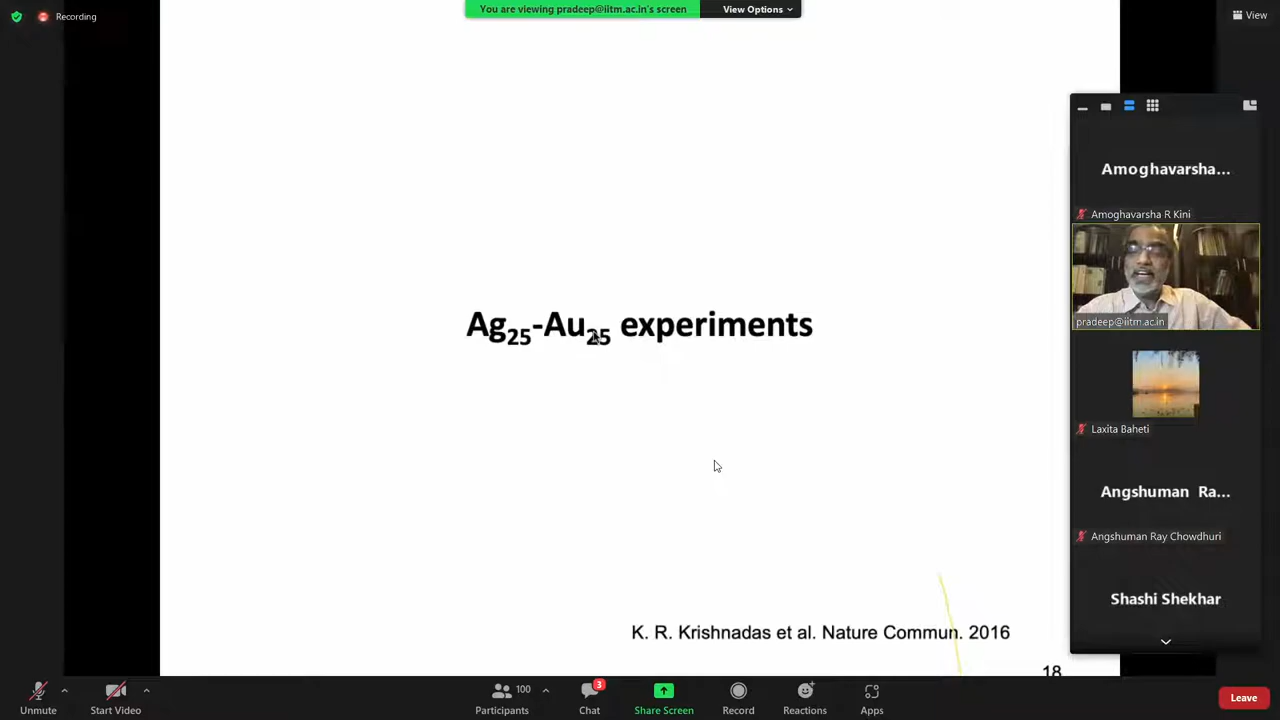 Recording
You are viewing pradeep@iitm.ac.in's screen
View Options
View
Ag25-Au25 experiments
K. R. Krishnadas et al. Nature Commun. 2016
18
Amoghavarsha...
Amoghavarsha R Kini
pradeep@iitm.ac.in
Laxita Baheti
Angshuman Ra...
Angshuman Ray Chowdhuri
Shashi Shekhar
Unmute
Start Video
100
Participants
3
Chat
Share Screen
Record
Reactions
Apps
Leave